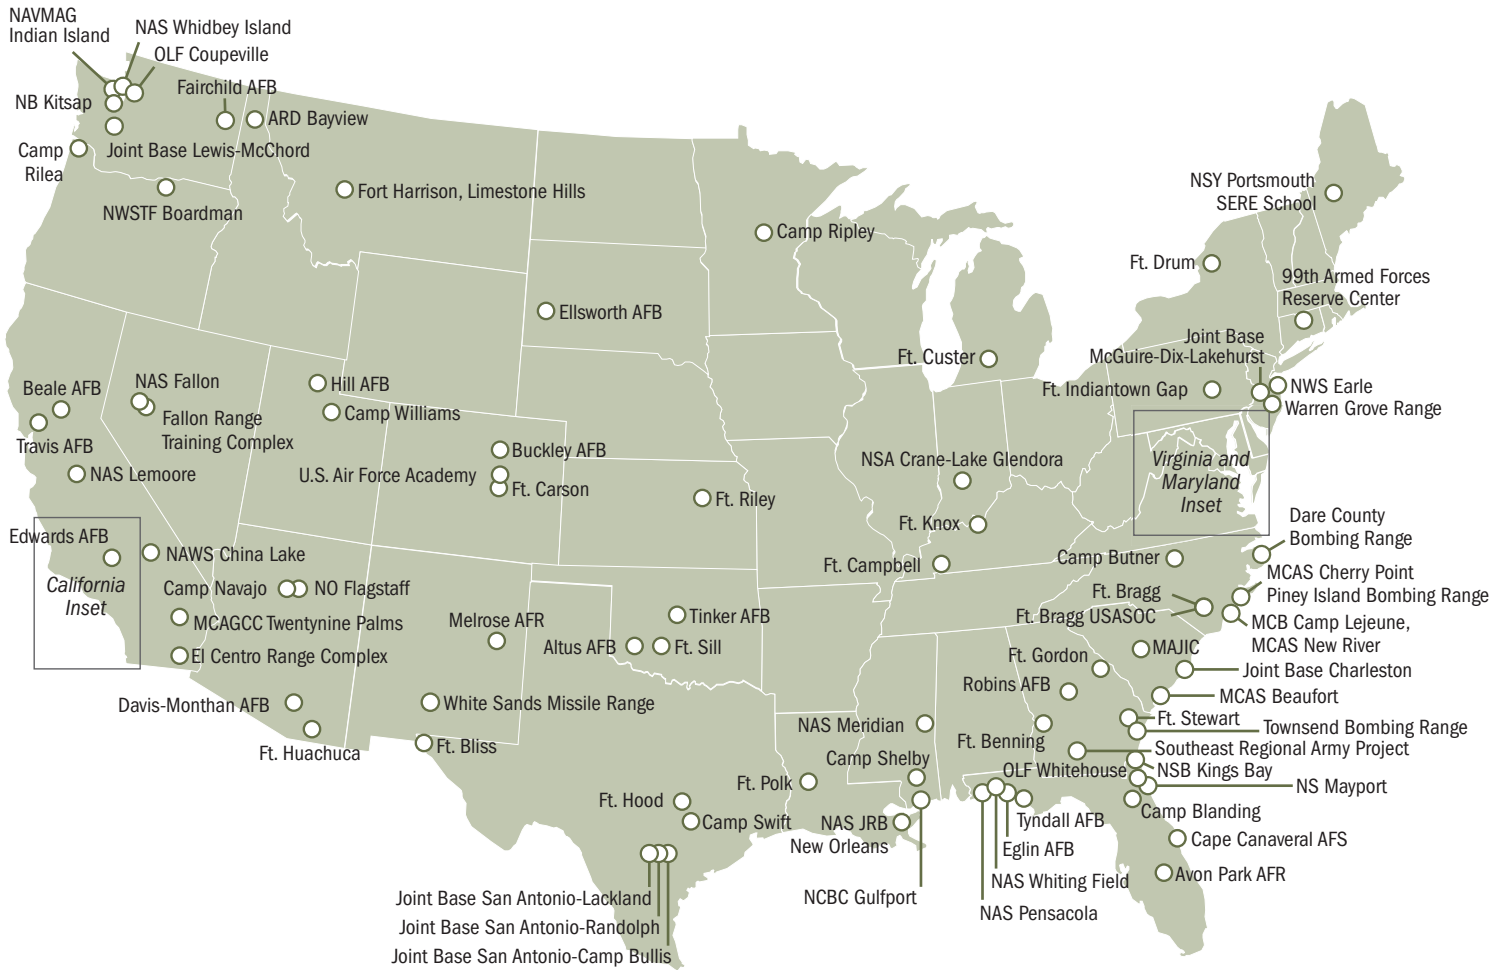 NAVMAG
Indian Island
NAS Whidbey Island
OLF Coupeville
Fairchild AFB
NB Kitsap
ARD Bayview
Camp
Rilea
Joint Base Lewis-McChord
NWSTF Boardman
Fort Harrison, Limestone Hills
Camp Ripley
NSY Portsmouth
SERE School
Ft. Drum
99th Armed Forces
Reserve Center
Ellsworth AFB
Joint Base
McGuire-Dix-Lakehurst
Ft. Custer
Ft. Indiantown Gap
NWS Earle
Warren Grove Range
Beale AFB
NAS Fallon
Hill AFB
Fallon Range
Training Complex
Camp Williams
Travis AFB
Buckley AFB
NAS Lemoore
U.S. Air Force Academy
Ft. Carson
Ft. Riley
NSA Crane-Lake Glendora
Virginia and
Maryland
Inset
Ft. Knox
Dare County
Bombing Range
Edwards AFB
NAWS China Lake
California
Inset
Camp Navajo
NO Flagstaff
Ft. Campbell
Camp Butner
MCAS Cherry Point
Piney Island Bombing Range
Ft. Bragg
Ft. Bragg USASOC
MCB Camp Lejeune,
MCAS New River
MCAGCC Twentynine Palms
Melrose AFR
Tinker AFB
Altus AFB
Ft. Sill
El Centro Range Complex
MAJIC
Ft. Gordon
Joint Base Charleston
Robins AFB
MCAS Beaufort
Davis-Monthan AFB
White Sands Missile Range
Ft. Huachuca
Ft. Bliss
NAS Meridian
Ft. Benning
Ft. Stewart
Townsend Bombing Range
Southeast Regional Army Project
Camp Shelby
OLF Whitehouse
NSB Kings Bay
Ft. Polk
NS Mayport
Ft. Hood
Camp Swift
NAS JRB
New Orleans
Tyndall AFB
Camp Blanding
Cape Canaveral AFS
Eglin AFB
Avon Park AFR
NAS Whiting Field
NCBC Gulfport
NAS Pensacola
Joint Base San Antonio-Lackland
Joint Base San Antonio-Randolph
Joint Base San Antonio-Camp Bullis